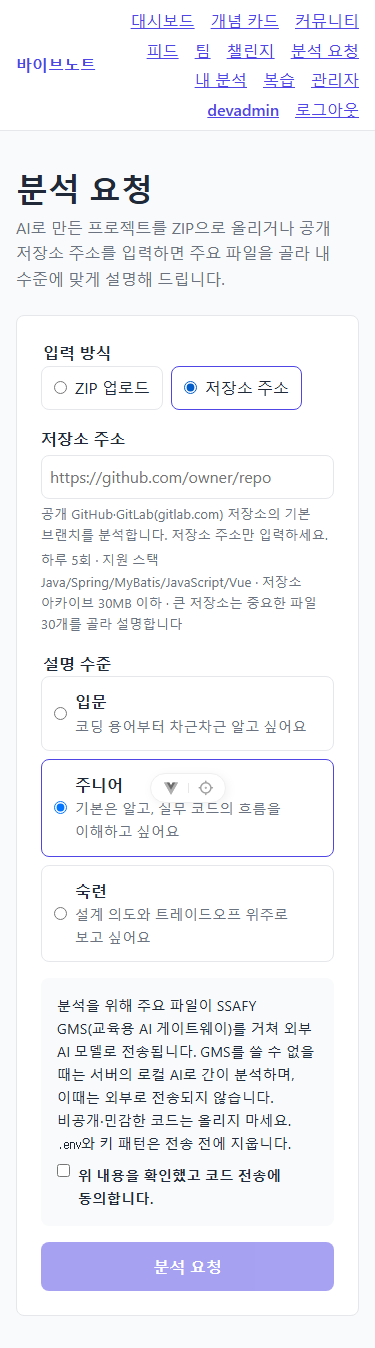 바이브노트
대시보드 개념 카드 커뮤니티
피드 팀 챌린지 분석 요청
내 분석 복습 관리자
devadmin 로그아웃
분석 요청
AI로 만든 프로젝트를 ZIP으로 올리거나 공개
저장소 주소를 입력하면 주요 파일을 골라 내
수준에 맞게 설명해 드립니다.
입력 방식
ZIP 업로드 저장소 주소
저장소 주소
https://github.com/owner/repo
공개 GitHub·GitLab(gitlab.com) 저장소의 기본
브랜치를 분석합니다. 저장소 주소만 입력하세요.
하루 5회 · 지원 스택
Java/Spring/MyBatis/JavaScript/Vue · 저장소
아카이브 30MB 이하 · 큰 저장소는 중요한 파일
30개를 골라 설명합니다
설명 수준
입문
코딩 용어부터 차근차근 알고 싶어요
주니어
기본은 알고, 실무 코드의 흐름을
이해하고 싶어요
숙련
설계 의도와 트레이드오프 위주로
보고 싶어요
분석을 위해 주요 파일이 SSAFY
GMS(교육용 AI 게이트웨이)를 거쳐 외부
AI 모델로 전송됩니다. GMS를 쓸 수 없을
때는 서버의 로컬 AI로 간이 분석하며,
이때는 외부로 전송되지 않습니다.
비공개·민감한 코드는 올리지 마세요.
.env와 키 패턴은 전송 전에 지웁니다.
위 내용을 확인했고 코드 전송에
동의합니다.
분석 요청